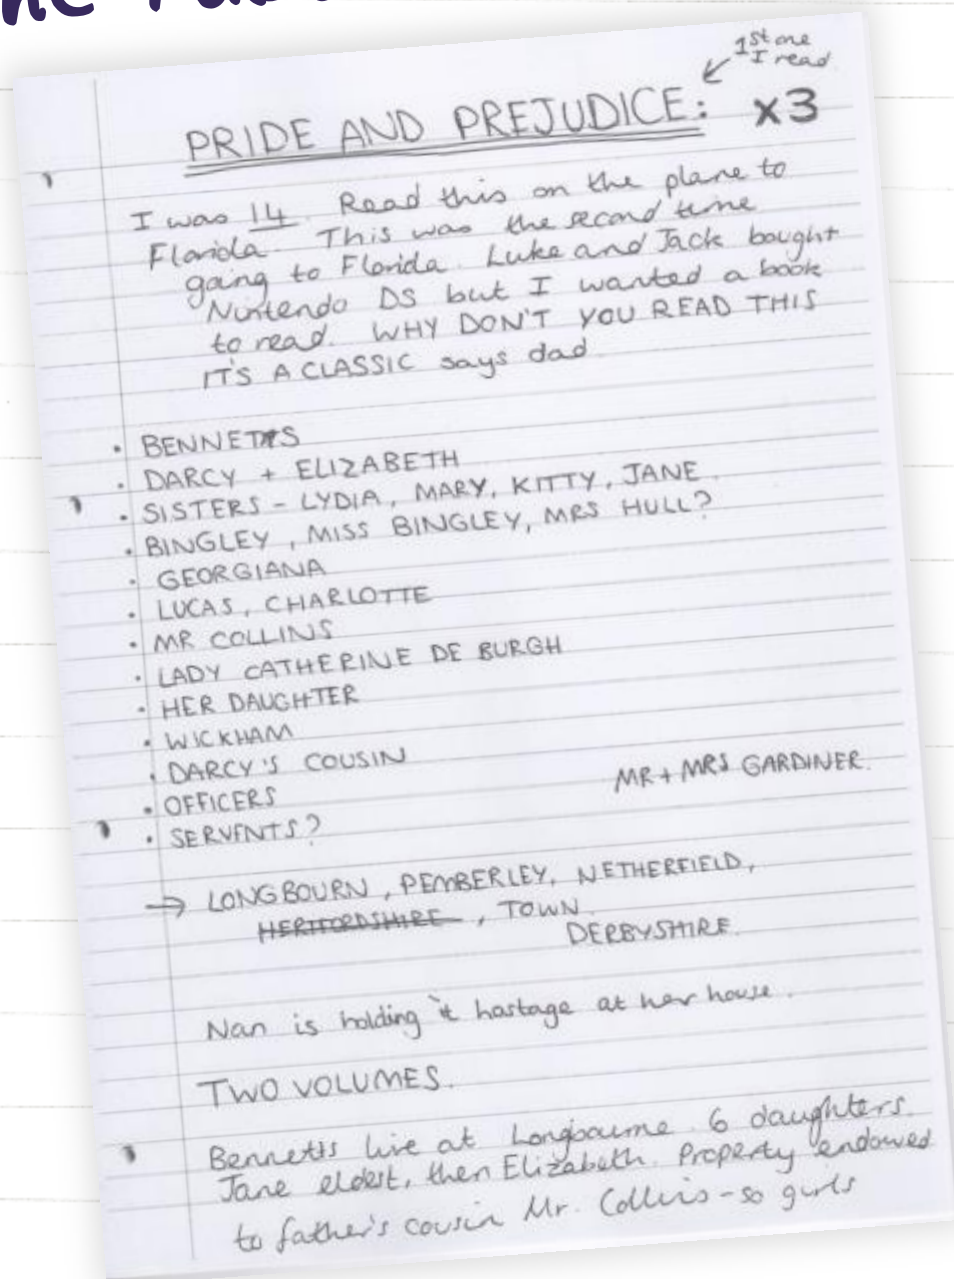 1st one
I read
PRIDE AND PREJUDICE: x3
I was 14. Read this on the plane to
Florida. This was the second time
going to Florida. Luke and Jack bought
Nintendo DS but I wanted a book
to read. WHY DON'T YOU READ THIS
IT'S A CLASSIC says dad
• BENNETTS
• DARCY + ELIZABETH
• SISTERS - LYDIA, MARY, KITTY, JANE.
• BINGLEY, MISS BINGLEY, MRS HULL?
• GEORGIANA
• LUCAS, CHARLOTTE
• MR COLLINS
• LADY CATHERINE DE BURGH
• HER DAUGHTER
• WICKHAM
• DARCY'S COUSIN
MR + MRS GARDINER.
• OFFICERS
• SERVENTS?
→ LONGBOURN, PEMBERLEY, NETHERFIELD,
HERTFORDSHIRE, TOWN.
DERBYSHIRE.
Nan is holding it hostage at her house.
TWO VOLUMES.
Bennetts live at Longbourne. 6 daughters.
Jane eldest, then Elizabeth. Property endowed
to father's cousin Mr. Collins - so girls